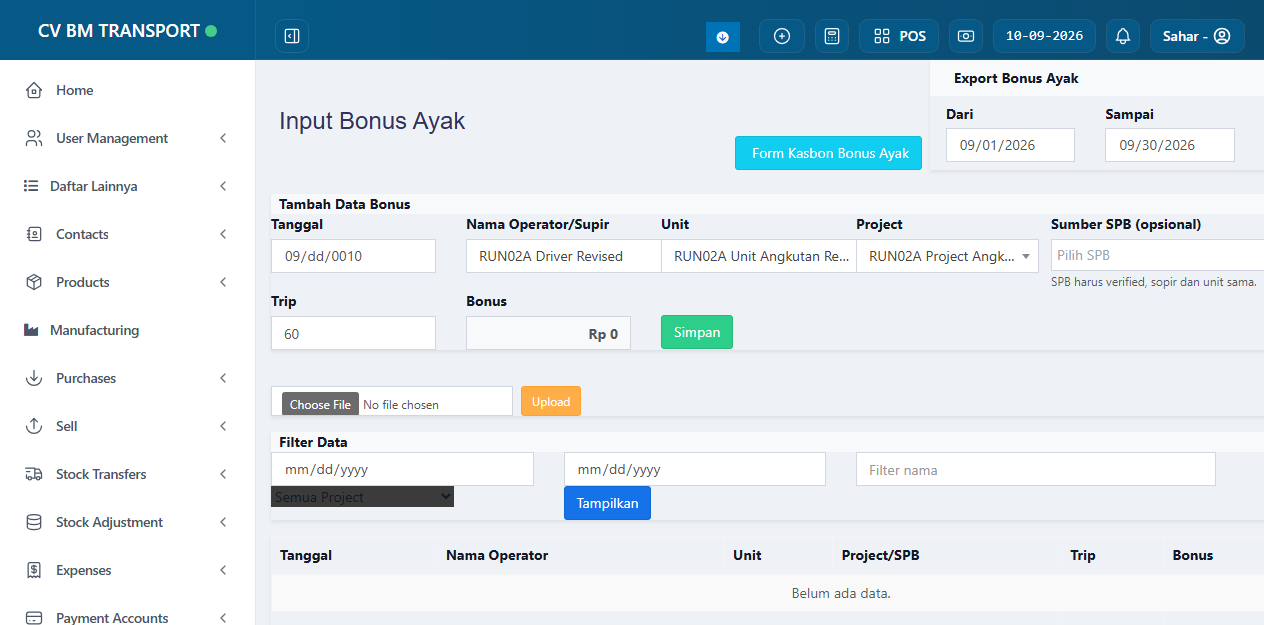 CV BM TRANSPORT
POS
10-09-2026
Sahar -
Home
User Management
Daftar Lainnya
Contacts
Products
Manufacturing
Purchases
Sell
Stock Transfers
Stock Adjustment
Expenses
Payment Accounts
Input Bonus Ayak
Form Kasbon Bonus Ayak
Export Bonus Ayak
Dari Sampai
09/01/2026 09/30/2026
Tambah Data Bonus
Tanggal Nama Operator/Supir Unit Project Sumber SPB (opsional)
09/dd/0010 RUN02A Driver Revised RUN02A Unit Angkutan Re... RUN02A Project Angk... Pilih SPB
SPB harus verified, sopir dan unit sama.
Trip Bonus
60 Rp 0 Simpan
Choose File No file chosen Upload
Filter Data
mm/dd/yyyy mm/dd/yyyy Filter nama
Semua Project Tampilkan
Tanggal Nama Operator Unit Project/SPB Trip Bonus
Belum ada data.